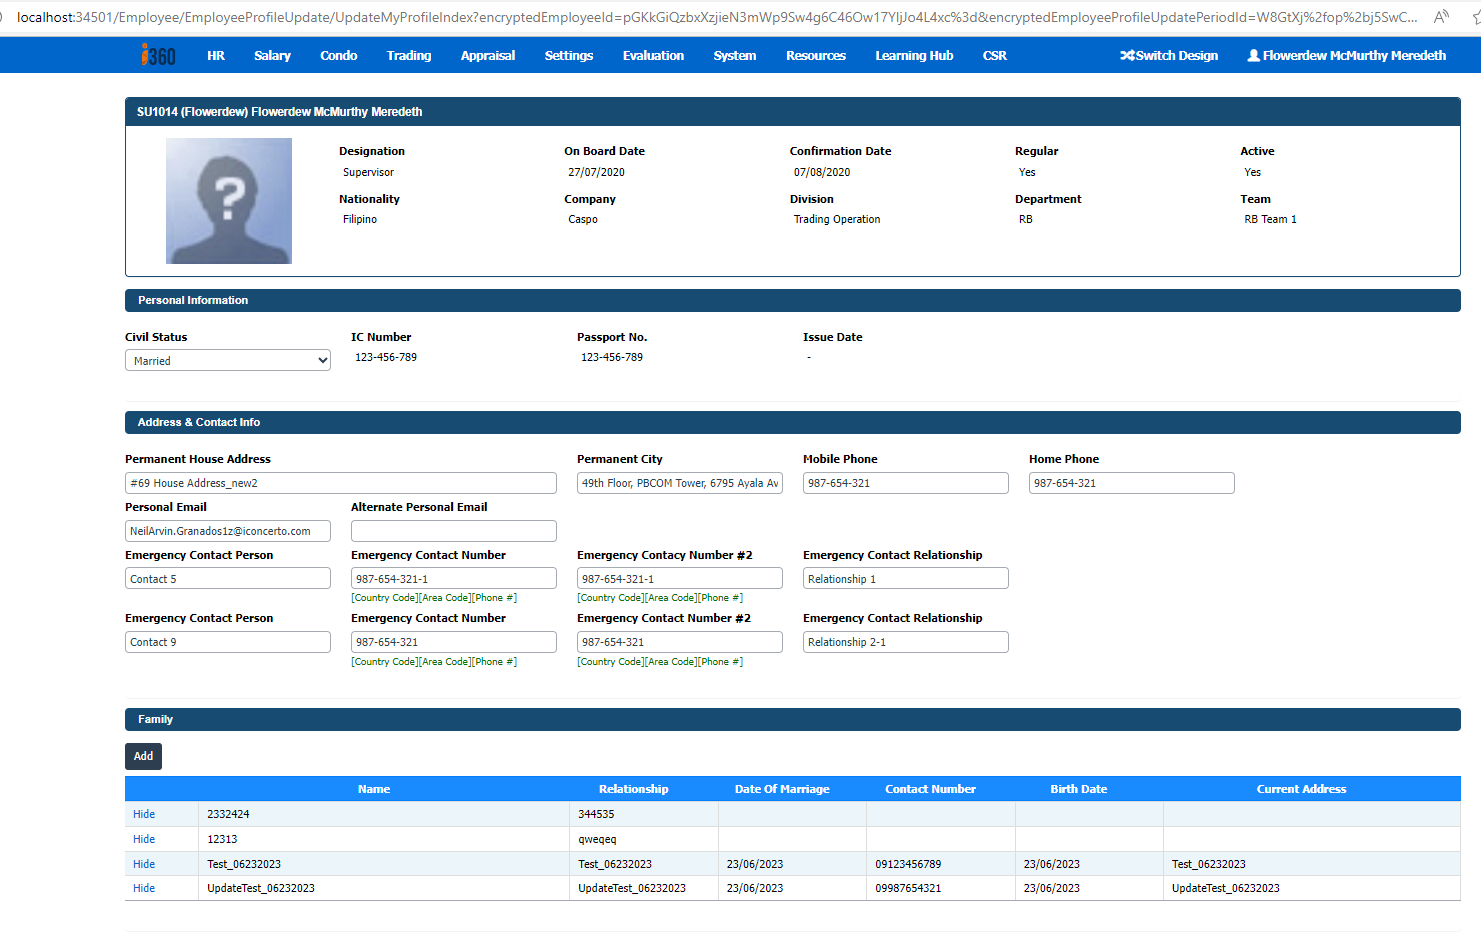 localhost:34501/Employee/EmployeeProfileUpdate/UpdateMyProfileIndex?encryptedEmployeeId=pGKkGiQzbxXzjieN3mWp9Sw4g6C46Ow17YIjJo4L4xc%3d&encryptedEmployeeProfileUpdatePeriodId=W8GtXj%2fop%2bj5SwC...
i360 HR Salary Condo Trading Appraisal Settings Evaluation System Resources Learning Hub CSR Switch Design Flowerdew McMurthy Meredeth
SU1014 (Flowerdew) Flowerdew McMurthy Meredeth
Designation On Board Date Confirmation Date Regular Active
Supervisor 27/07/2020 07/08/2020 Yes Yes
Nationality Company Division Department Team
Filipino Caspo Trading Operation RB RB Team 1
Personal Information
Civil Status IC Number Passport No. Issue Date
Married 123-456-789 123-456-789 -
Address & Contact Info
Permanent House Address Permanent City Mobile Phone Home Phone
#69 House Address_new2 49th Floor, PBCOM Tower, 6795 Ayala Av 987-654-321 987-654-321
Personal Email Alternate Personal Email
NeilArvin.Granados1z@iconcerto.com
Emergency Contact Person Emergency Contact Number Emergency Contacy Number #2 Emergency Contact Relationship
Contact 5 987-654-321-1 987-654-321-1 Relationship 1
[Country Code][Area Code][Phone #] [Country Code][Area Code][Phone #]
Emergency Contact Person Emergency Contact Number Emergency Contact Number #2 Emergency Contact Relationship
Contact 9 987-654-321 987-654-321 Relationship 2-1
[Country Code][Area Code][Phone #] [Country Code][Area Code][Phone #]
Family
Add
Name Relationship Date Of Marriage Contact Number Birth Date Current Address
Hide 2332424 344535
Hide 12313 qweqeq
Hide Test_06232023 Test_06232023 23/06/2023 09123456789 23/06/2023 Test_06232023
Hide UpdateTest_06232023 UpdateTest_06232023 23/06/2023 09987654321 23/06/2023 UpdateTest_06232023